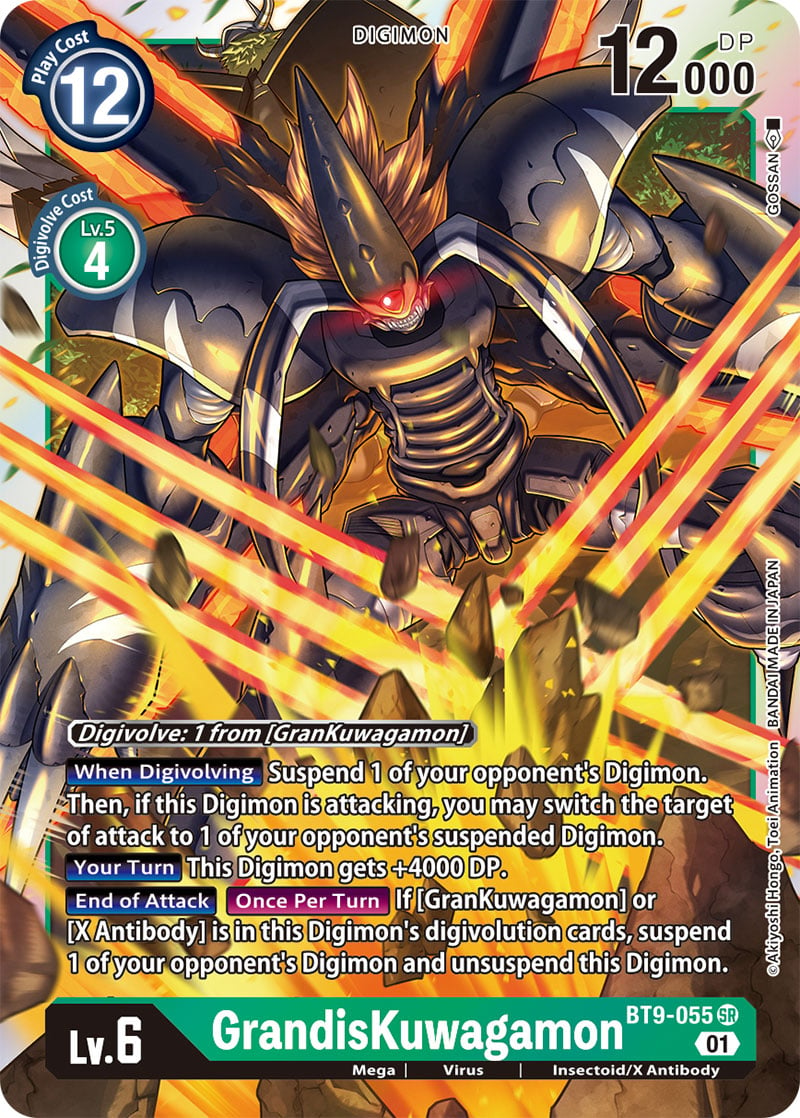 Play Cost
12
DIGIMON
DP
12000
Digivolve Cost
Lv.5
4
GOSSAN
Digivolve: 1 from [GranKuwagamon]
When Digivolving Suspend 1 of your opponent's Digimon.
Then, if this Digimon is attacking, you may switch the target
of attack to 1 of your opponent's suspended Digimon.
Your Turn This Digimon gets +4000 DP.
End of Attack Once Per Turn If [GranKuwagamon] or
[X Antibody] is in this Digimon's digivolution cards, suspend
1 of your opponent's Digimon and unsuspend this Digimon.
©Akiyoshi Hongo, Toei Animation BANDAI MADE IN JAPAN
Lv.6
GrandisKuwagamon
BT9-055 SR
01
Mega | Virus | Insectoid/X Antibody